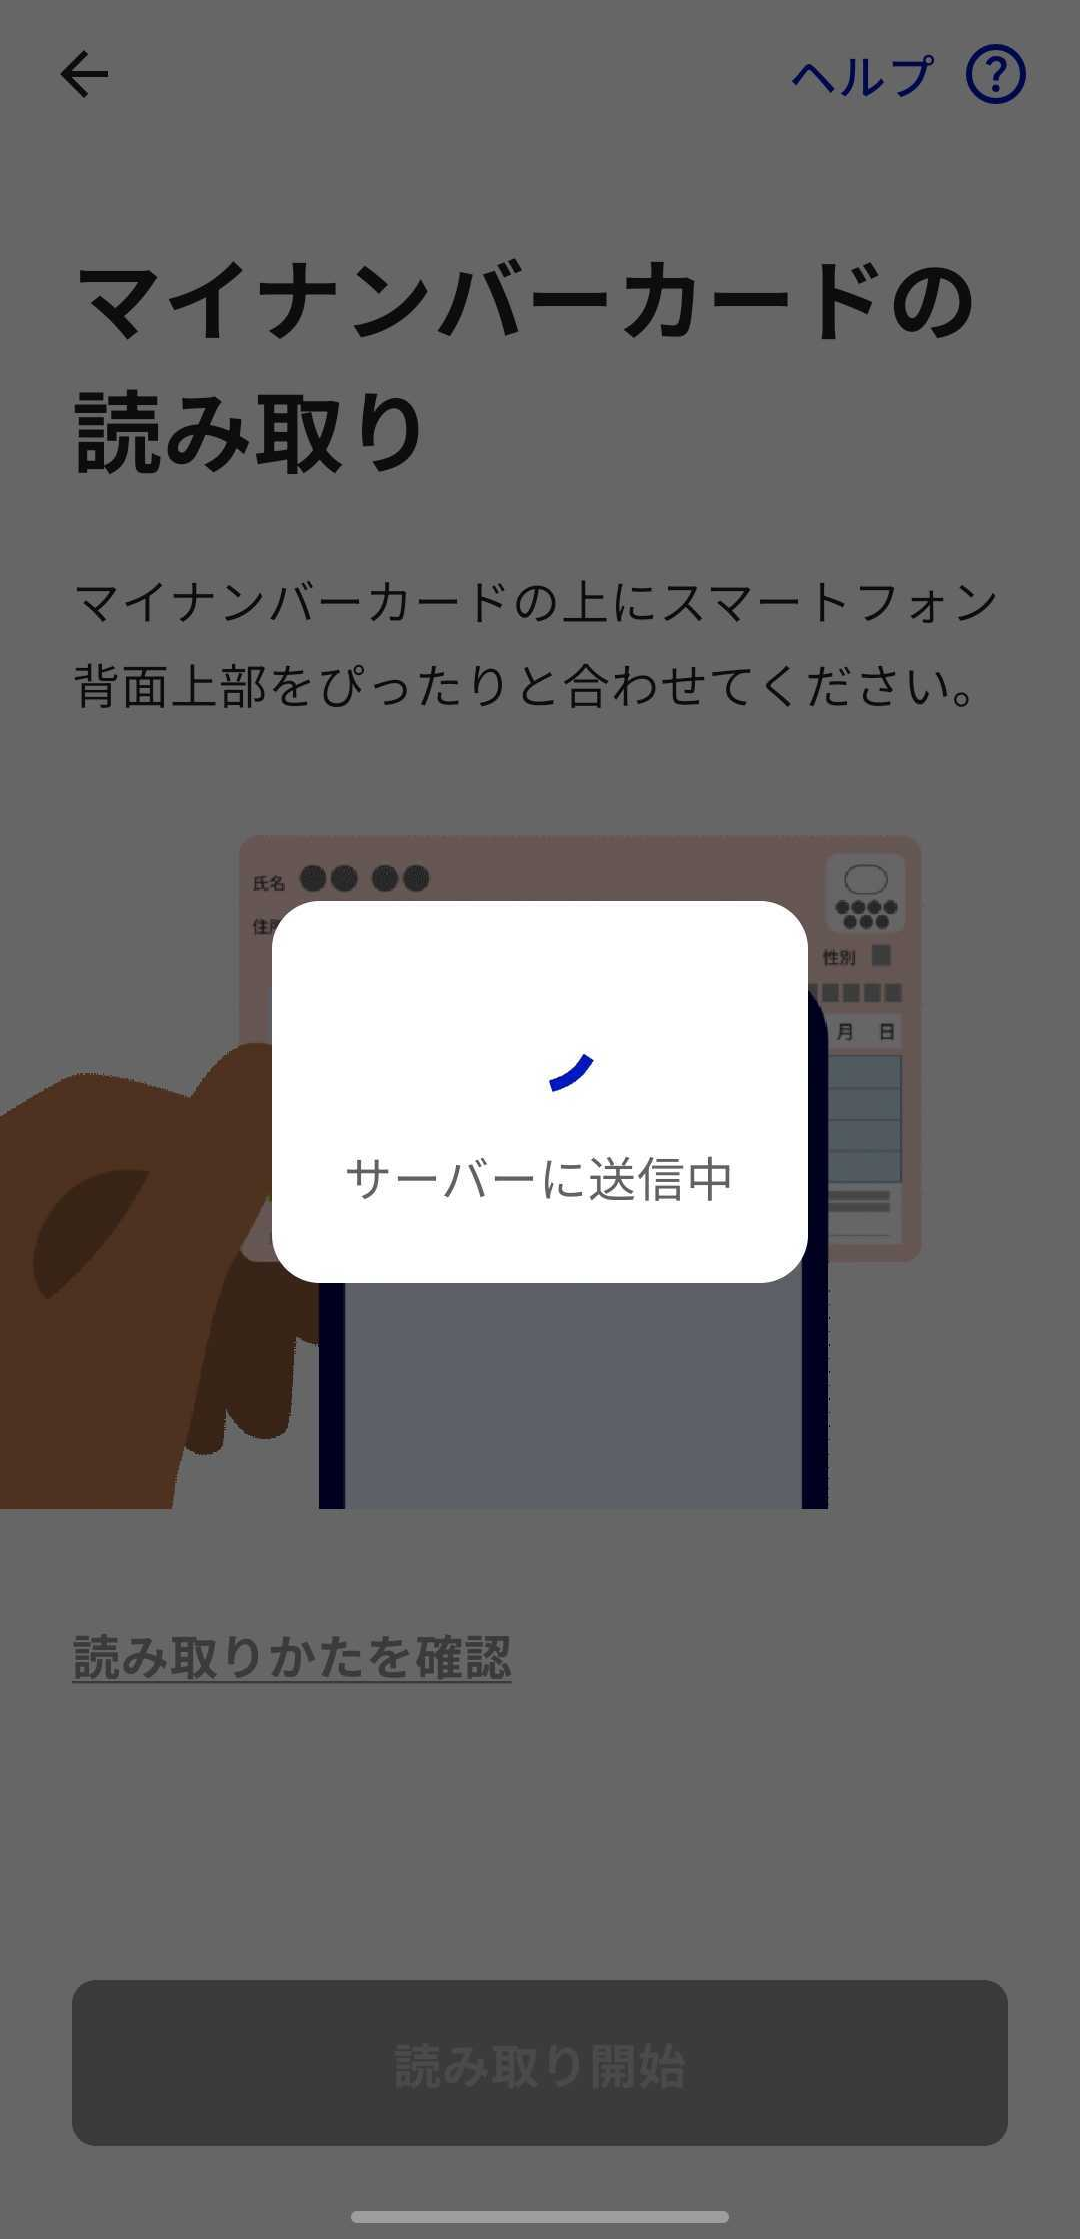 ヘルプ
マイナンバーカードの
読み取り
マイナンバーカードの上にスマートフォン
背面上部をぴったりと合わせてください。
氏名
性別
月 日
サーバーに送信中
読み取りかたを確認
読み取り開始